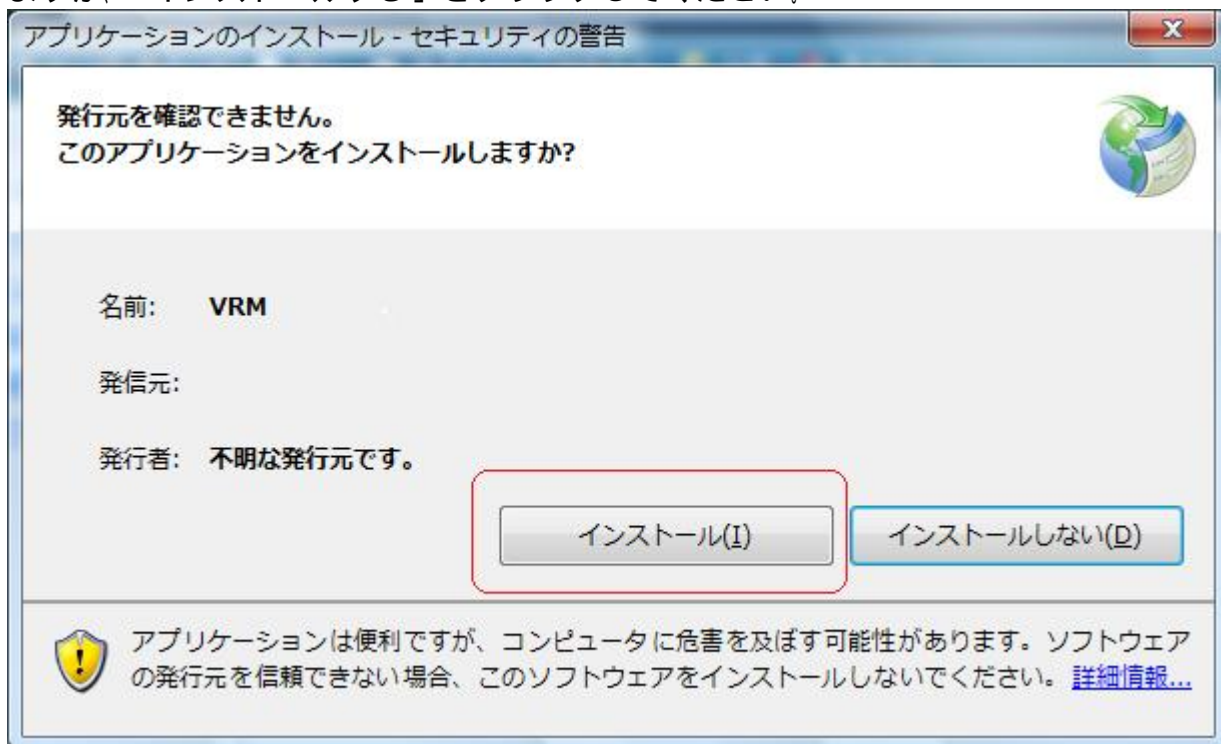 アプリケーションのインストール - セキュリティの警告
発行元を確認できません。
このアプリケーションをインストールしますか?
名前: VRM
発信元:
発行者: 不明な発行元です。
インストール(I) インストールしない(D)
アプリケーションは便利ですが、コンピュータに危害を及ぼす可能性があります。ソフトウェア
の発行元を信頼できない場合、このソフトウェアをインストールしないでください。 詳細情報...